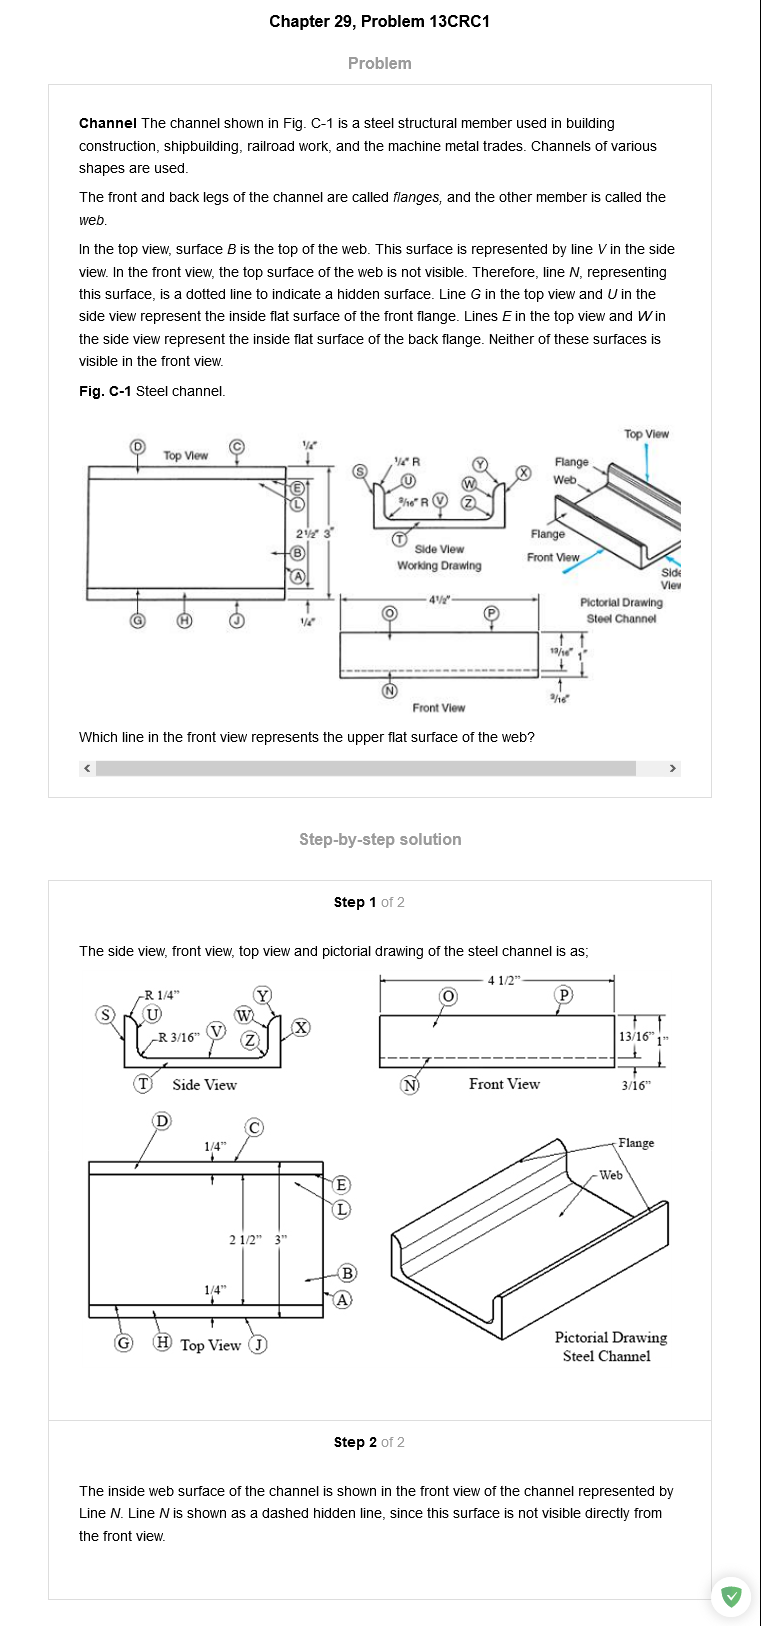 Chapter 29, Problem 13CRC1
Problem
Channel The channel shown in Fig. C-1 is a steel structural member used in building
construction, shipbuilding, railroad work, and the machine metal trades. Channels of various
shapes are used.
The front and back legs of the channel are called flanges, and the other member is called the
web.
In the top view, surface B is the top of the web. This surface is represented by line V in the side
view. In the front view, the top surface of the web is not visible. Therefore, line N, representing
this surface, is a dotted line to indicate a hidden surface. Line G in the top view and U in the
side view represent the inside flat surface of the front flange. Lines E in the top view and W in
the side view represent the inside flat surface of the back flange. Neither of these surfaces is
visible in the front view.
Fig. C-1 Steel channel.
D
Top View
C
1/4"
E
L
2 1/2" 3"
B
A
G
H
J
1/4"
S
1/4" R
U
Y
X
W
3/16" R
V
Z
T
Side View
Working Drawing
Top View
Flange
Web
Flange
Front View
Side
View
Pictorial Drawing
Steel Channel
4 1/2"
O
P
13/16"
1"
N
3/16"
Front View
Which line in the front view represents the upper flat surface of the web?
Step-by-step solution
Step 1 of 2
The side view, front view, top view and pictorial drawing of the steel channel is as;
R 1/4"
Y
S
U
W
X
R 3/16"
V
Z
T
Side View
4 1/2"
O
P
13/16"
1"
N
Front View
3/16"
D
C
1/4"
E
L
2 1/2" 3"
B
1/4"
A
G
H
Top View
J
Flange
Web
Pictorial Drawing
Steel Channel
Step 2 of 2
The inside web surface of the channel is shown in the front view of the channel represented by
Line N. Line N is shown as a dashed hidden line, since this surface is not visible directly from
the front view.